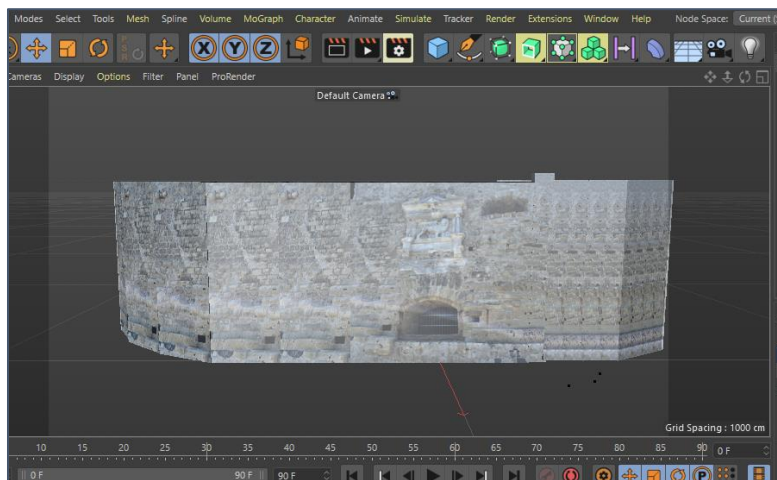 Modes Select Tools Mesh Spline Volume MoGraph Character Animate Simulate Tracker Render Extensions Window Help Node Space: Current
X Y Z
Cameras Display Options Filter Panel ProRender
Default Camera
Grid Spacing : 1000 cm
10 15 20 25 30 35 40 45 50 55 60 65 70 75 80 85 90 0 F
0 F 90 F 90 F P